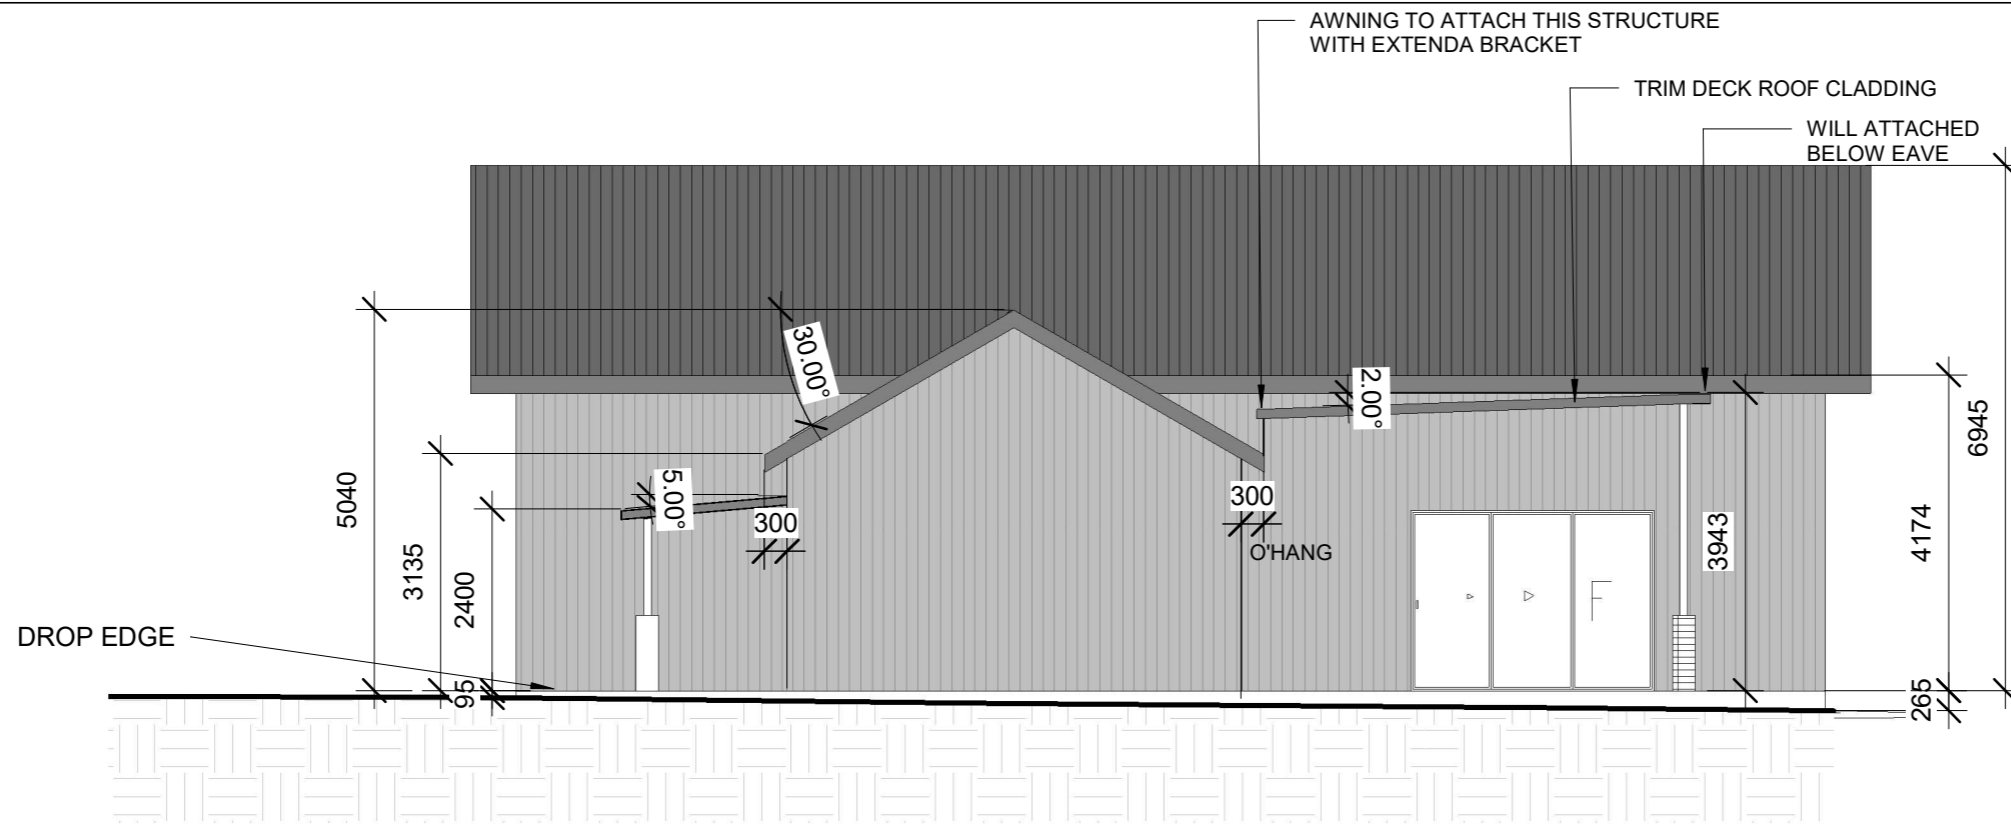 AWNING TO ATTACH THIS STRUCTURE
WITH EXTENDA BRACKET
TRIM DECK ROOF CLADDING
WILL ATTACHED
BELOW EAVE
30.00°
2.00°
5.00°
300
300
O'HANG
5040
3135
2400
95
3943
4174
6945
265
F
DROP EDGE